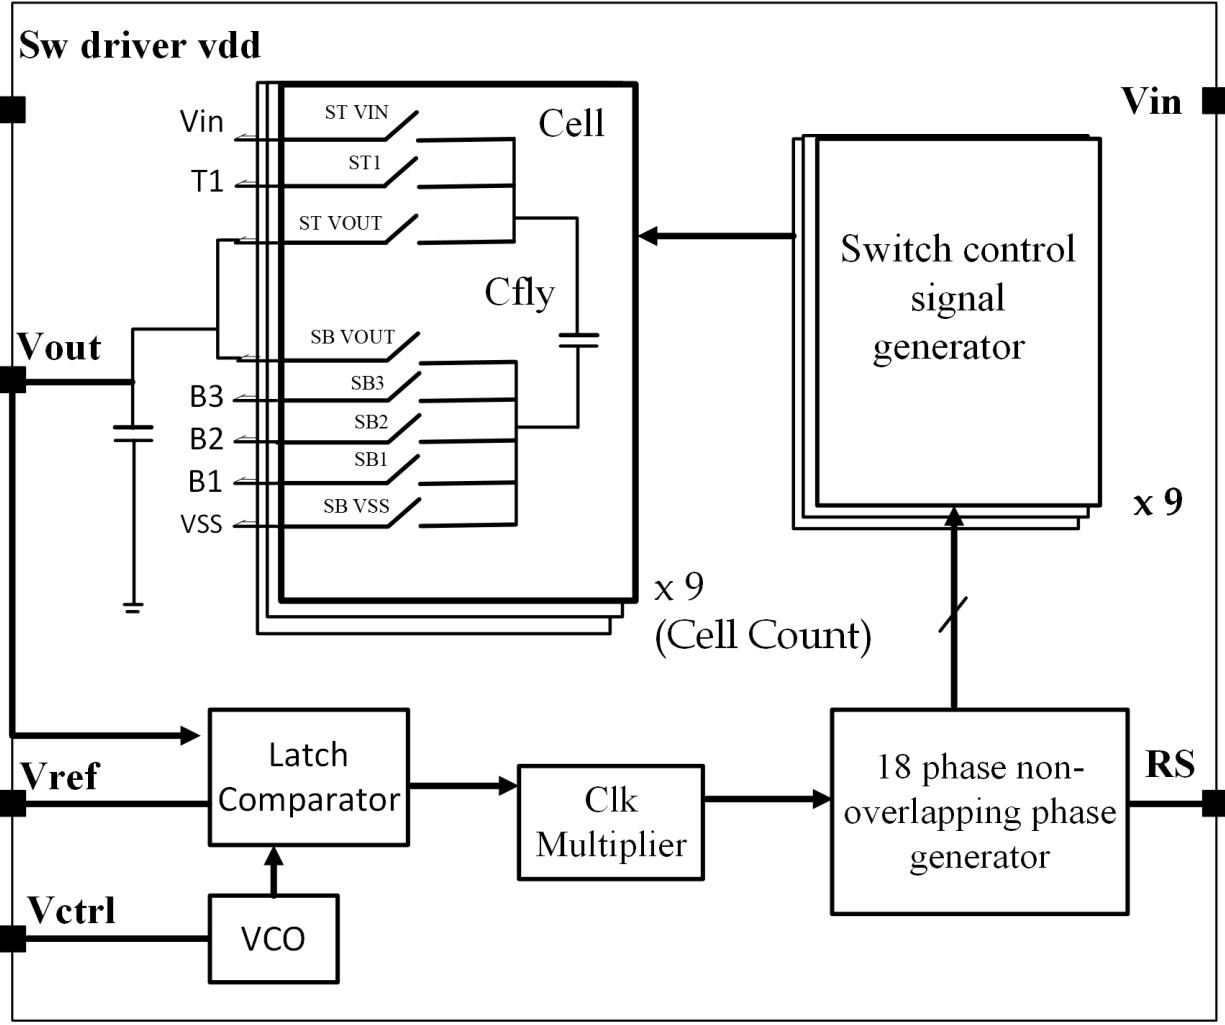 Sw driver vdd
Vin
Vin
ST VIN
Cell
T1
ST1
ST VOUT
Switch control
signal
generator
Cfly
Vout
SB VOUT
B3
SB3
B2
SB2
B1
SB1
VSS
SB VSS
x 9
x 9
(Cell Count)
Latch
Comparator
Vref
Clk
Multiplier
18 phase non-
overlapping phase
generator
RS
Vctrl
VCO